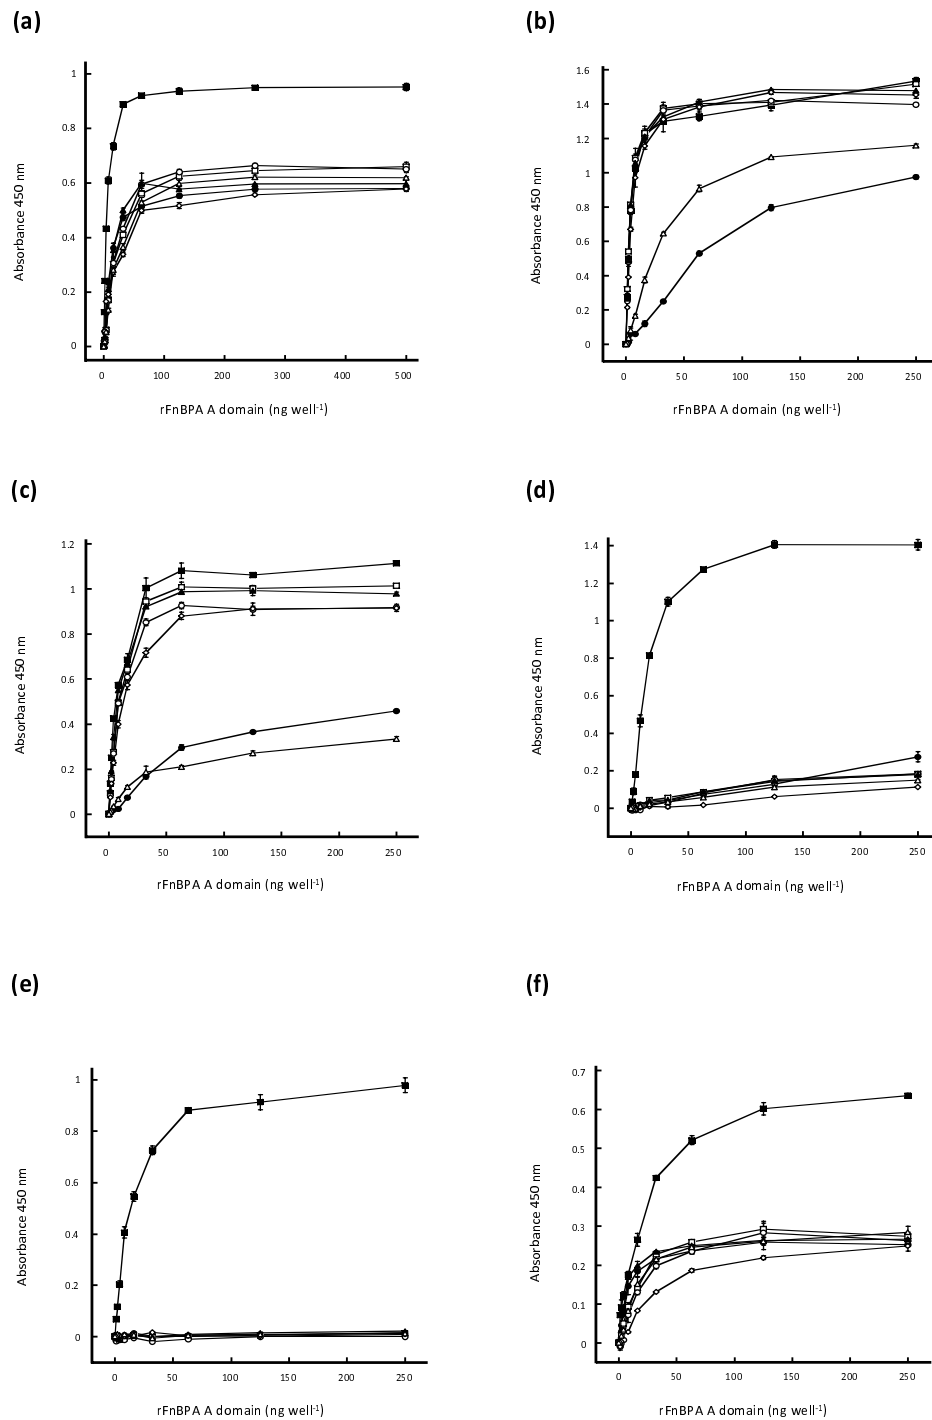 (a)
(b)
1
0.8
0.6
0.4
0.2
0
Absorbance 450 nm
0 100 200 300 400 500
rFnBPA A domain (ng well-1)
1.6
1.4
1.2
1
0.8
0.6
0.4
0.2
0
Absorbance 450 nm
0 50 100 150 200 250
rFnBPA A domain (ng well-1)
(c)
(d)
1.2
1
0.8
0.6
0.4
0.2
0
Absorbance 450 nm
0 50 100 150 200 250
rFnBPA A domain (ng well-1)
1.4
1.2
1
0.8
0.6
0.4
0.2
0
Absorbance 450 nm
0 50 100 150 200 250
rFnBPA A domain (ng well-1)
(e)
(f)
1
0.8
0.6
0.4
0.2
0
Absorbance 450 nm
0 50 100 150 200 250
rFnBPA A domain (ng well-1)
0.7
0.6
0.5
0.4
0.3
0.2
0.1
0
Absorbance 450 nm
0 50 100 150 200 250
rFnBPA A domain (ng well-1)